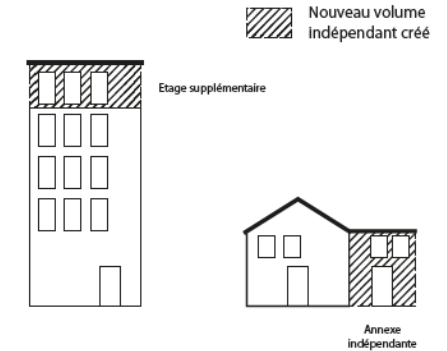 Nouveau volume
indépendant créé
Etage supplémentaire
Annexe
indépendante